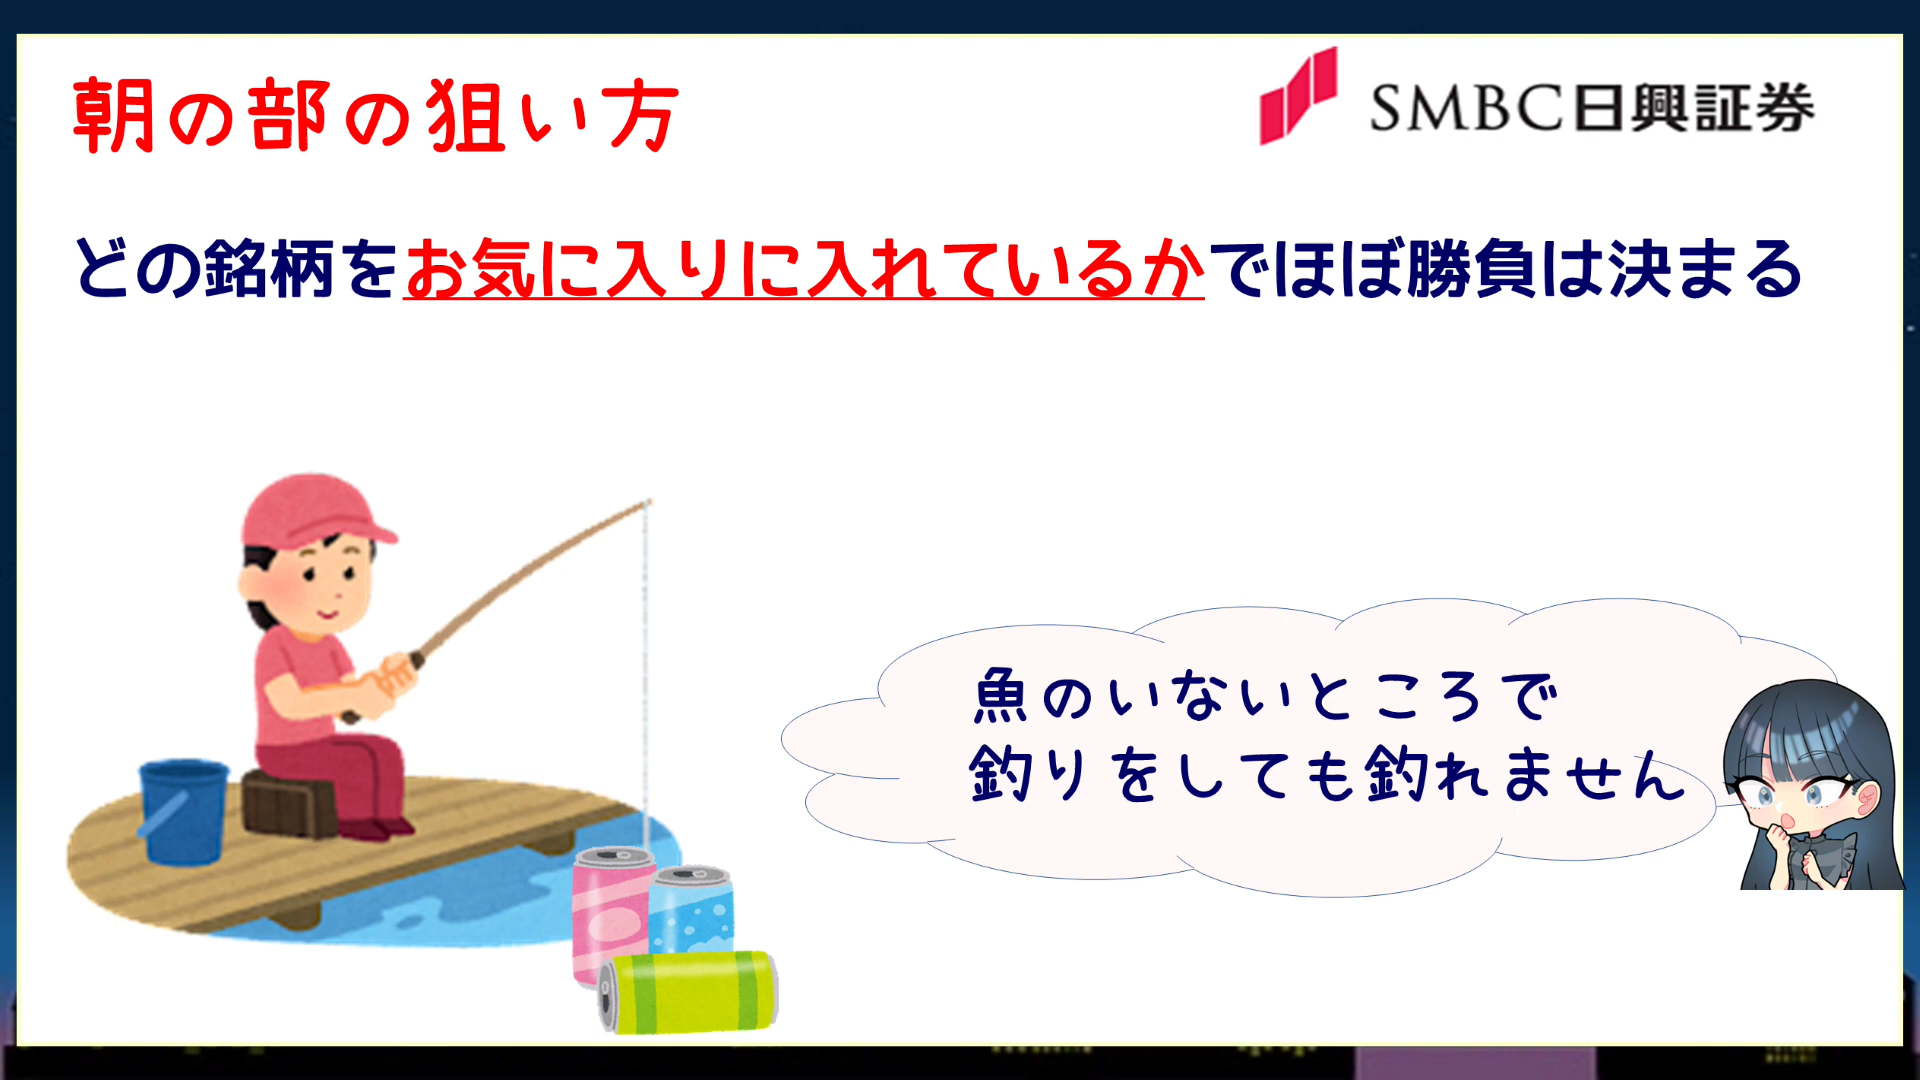 朝の部の狙い方
SMBC日興証券
どの銘柄をお気に入りに入れているかでほぼ勝負は決まる
魚のいないところで
釣りをしても釣れません